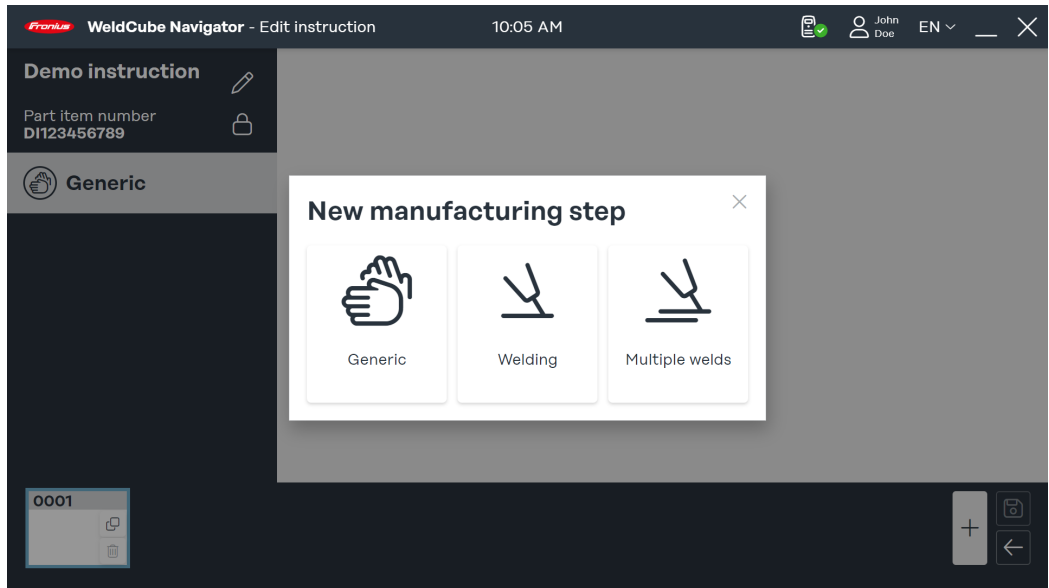 Fronius WeldCube Navigator - Edit instruction 10:05 AM John Doe EN
Demo instruction
Part item number
DI123456789
Generic
New manufacturing step
Generic Welding Multiple welds
0001